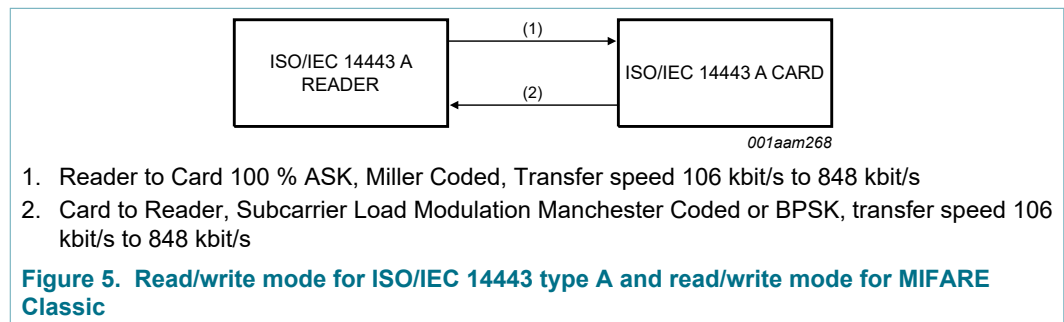 (1)
ISO/IEC 14443 A
READER
ISO/IEC 14443 A CARD
(2)
001aam268
1. Reader to Card 100 % ASK, Miller Coded, Transfer speed 106 kbit/s to 848 kbit/s
2. Card to Reader, Subcarrier Load Modulation Manchester Coded or BPSK, transfer speed 106
kbit/s to 848 kbit/s
Figure 5. Read/write mode for ISO/IEC 14443 type A and read/write mode for MIFARE
Classic